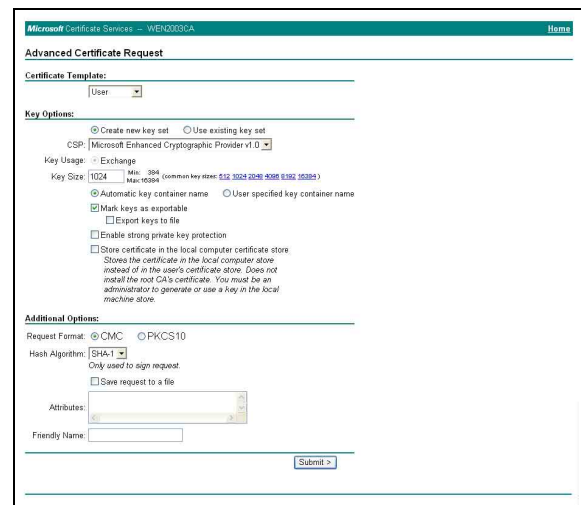 Microsoft Certificate Services -- WEN2003CA Home
Advanced Certificate Request
Certificate Template:
User
Key Options:
Create new key set Use existing key set
CSP: Microsoft Enhanced Cryptographic Provider v1.0
Key Usage: Exchange
Key Size: 1024 Min: 384 Max: 16384 (common key sizes: 512 1024 2048 4096 8192 16384 )
Automatic key container name User specified key container name
Mark keys as exportable
Export keys to file
Enable strong private key protection
Store certificate in the local computer certificate store
Stores the certificate in the local computer store
instead of in the user's certificate store. Does not
install the root CA's certificate. You must be an
administrator to generate or use a key in the local
machine store.
Additional Options:
Request Format: CMC PKCS10
Hash Algorithm: SHA-1
Only used to sign request.
Save request to a file
Attributes:
Friendly Name:
Submit >